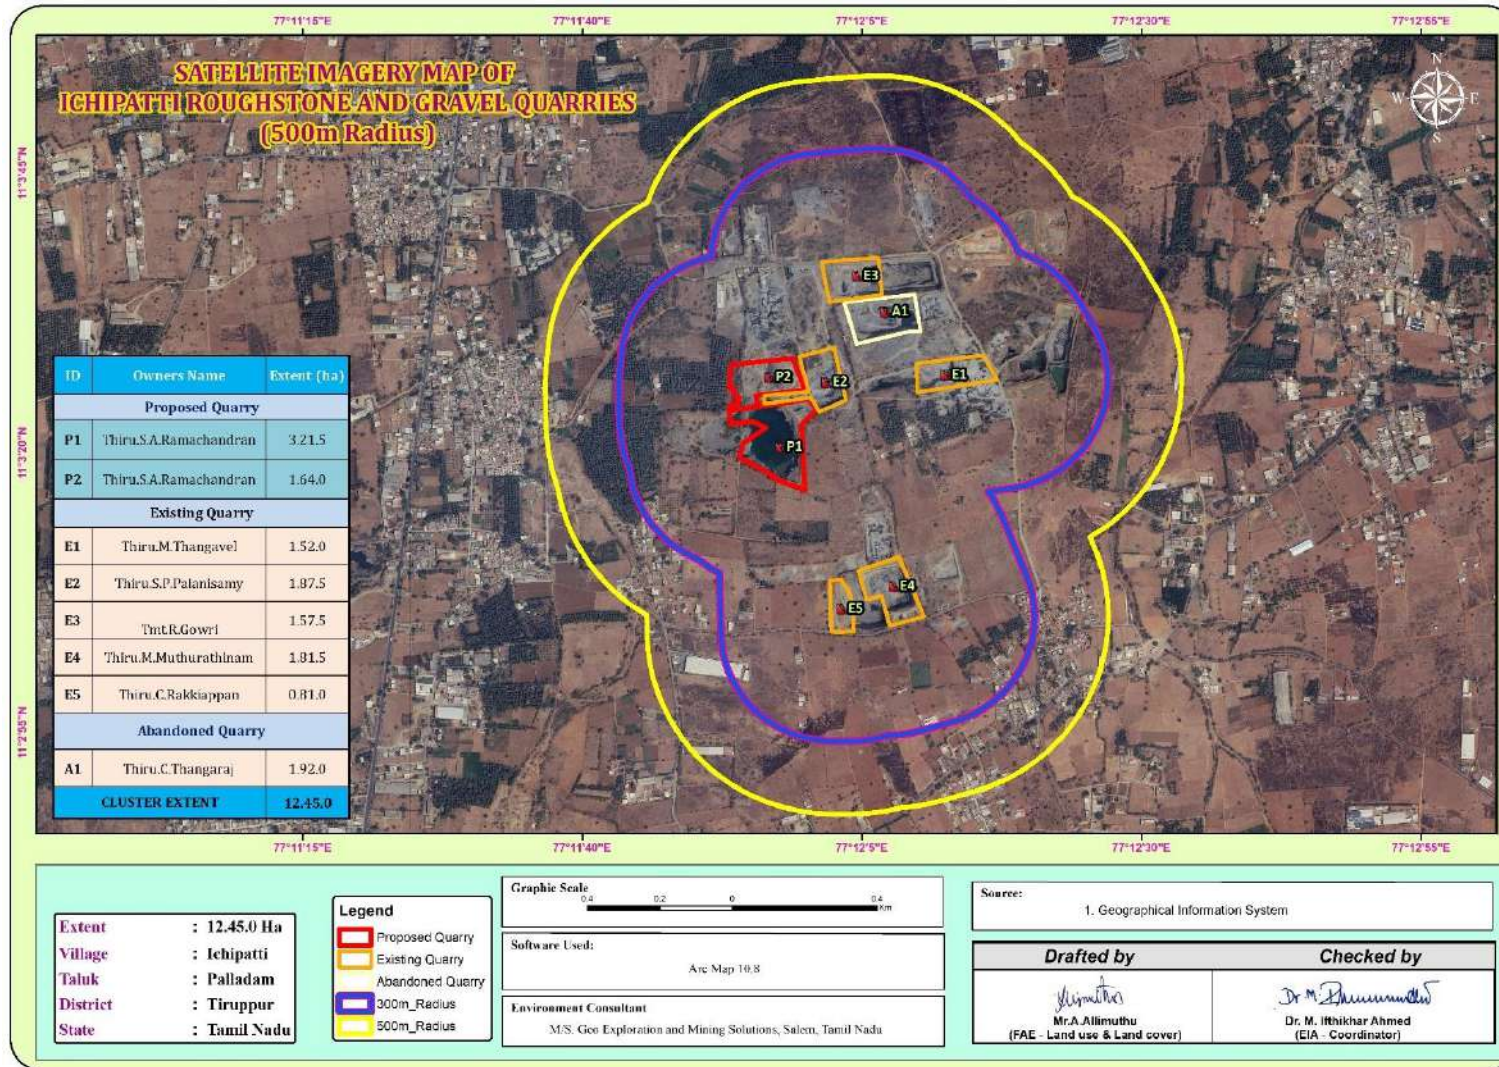 77°11'15"E 77°11'40"E 77°12'5"E 77°12'30"E 77°12'55"E
SATELLITE IMAGERY MAP OF
ICHIPATTI ROUGHSTONE AND GRAVEL QUARRIES
(500m Radius)
N
W E
S
11°3'45"N
11°3'20"N
11°2'55"N
E3
A1
P2
E2
E1
P1
E4
E5
ID Owners Name Extent (ha)
Proposed Quarry
P1 Thiru.S.A.Ramachandran 3.21.5
P2 Thiru.S.A.Ramachandran 1.64.0
Existing Quarry
E1 Thiru.M.Thangavel 1.52.0
E2 Thiru.S.P.Palanisamy 1.87.5
E3 Tmt.R.Gowri 1.57.5
E4 Thiru.M.Muthurathinam 1.81.5
E5 Thiru.C.Rakkiappan 0.81.0
Abandoned Quarry
A1 Thiru.C.Thangaraj 1.92.0
CLUSTER EXTENT 12.45.0
77°11'15"E 77°11'40"E 77°12'5"E 77°12'30"E 77°12'55"E
Extent : 12.45.0 Ha
Village : Ichipatti
Taluk : Palladam
District : Tiruppur
State : Tamil Nadu
Legend
Proposed Quarry
Existing Quarry
Abandoned Quarry
300m_Radius
500m_Radius
Graphic Scale
0.4 0.2 0 0.4
Km
Software Used:
Arc Map 10.8
Environment Consultant
M/S. Geo Exploration and Mining Solutions, Salem, Tamil Nadu
Source:
1. Geographical Information System
Drafted by Checked by
Mr.A.Allimuthu
(FAE - Land use & Land cover)
Dr. M. Ifthikhar Ahmed
(EIA - Coordinator)